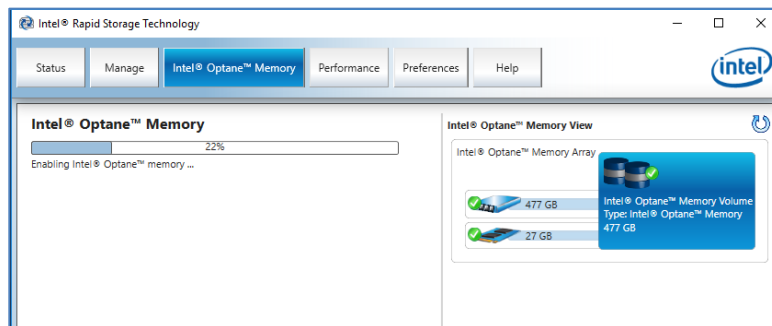 Intel® Rapid Storage Technology
Status
Manage
Intel® Optane™ Memory
Performance
Preferences
Help
intel
Intel® Optane™ Memory
22%
Enabling Intel® Optane™ memory ...
Intel® Optane™ Memory View
Intel® Optane™ Memory Array
477 GB
27 GB
Intel® Optane™ Memory Volume
Type: Intel® Optane™ Memory
477 GB